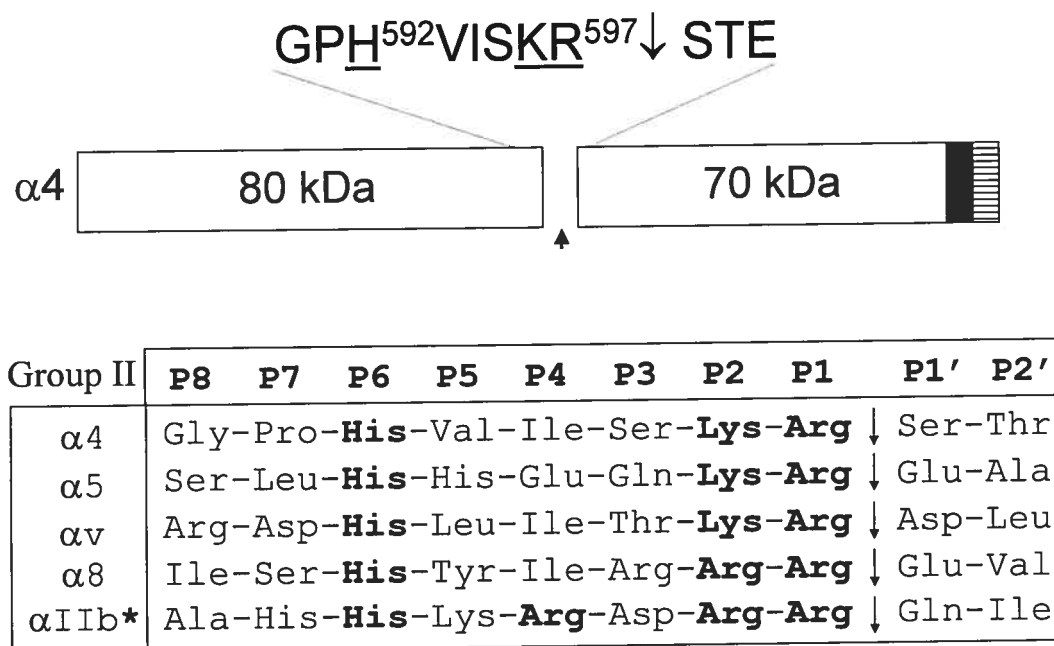 GPH⁵⁹²VISKR⁵⁹⁷↓ STE
α4 80 kDa 70 kDa
Group II P8 P7 P6 P5 P4 P3 P2 P1 P1' P2'
α4 Gly-Pro-His-Val-Ile-Ser-Lys-Arg ↓ Ser-Thr
α5 Ser-Leu-His-His-Glu-Gln-Lys-Arg ↓ Glu-Ala
αv Arg-Asp-His-Leu-Ile-Thr-Lys-Arg ↓ Asp-Leu
α8 Ile-Ser-His-Tyr-Ile-Arg-Arg-Arg ↓ Glu-Val
αIIb* Ala-His-His-Lys-Arg-Asp-Arg-Arg ↓ Gln-Ile